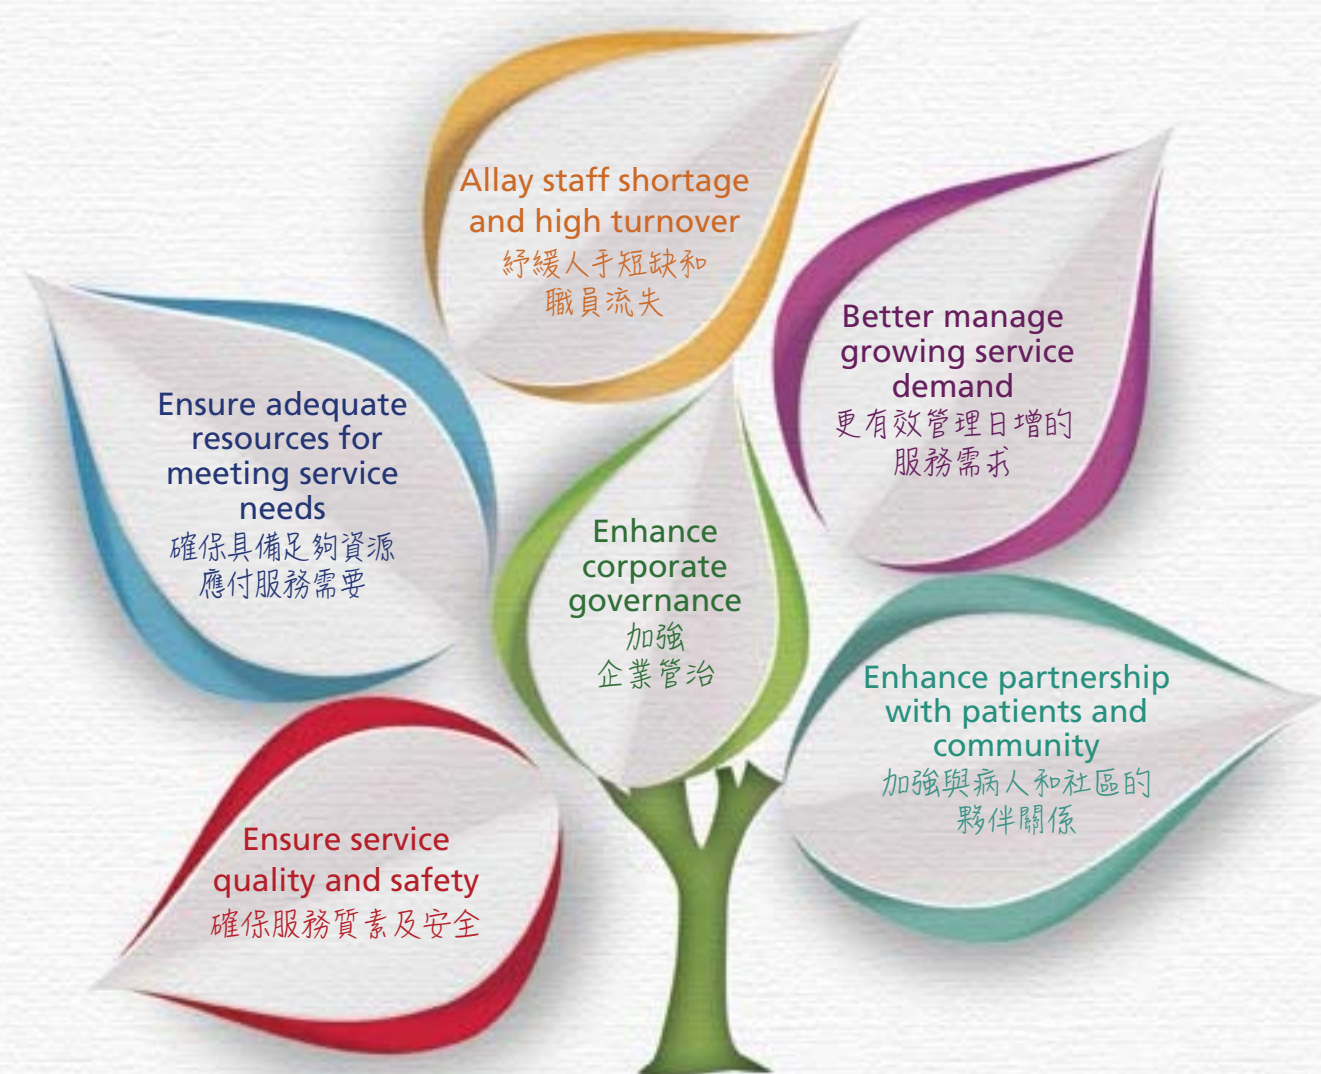 Allay staff shortage
and high turnover
紓緩人手短缺和
職員流失
Better manage
growing service
demand
更有效管理日增的
服務需求
Ensure adequate
resources for
meeting service
needs
確保具備足夠資源
應付服務需要
Enhance
corporate
governance
加強
企業管治
Enhance partnership
with patients and
community
加強與病人和社區的
夥伴關係
Ensure service
quality and safety
確保服務質素及安全